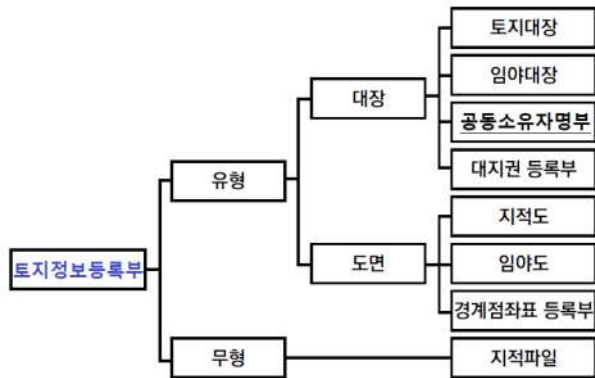 토지대장
임야대장
대장
공동소유자명부
대지권 등록부
유형
지적도
도면
임야도
토지정보등록부
경계점좌표 등록부
무형
지적파일